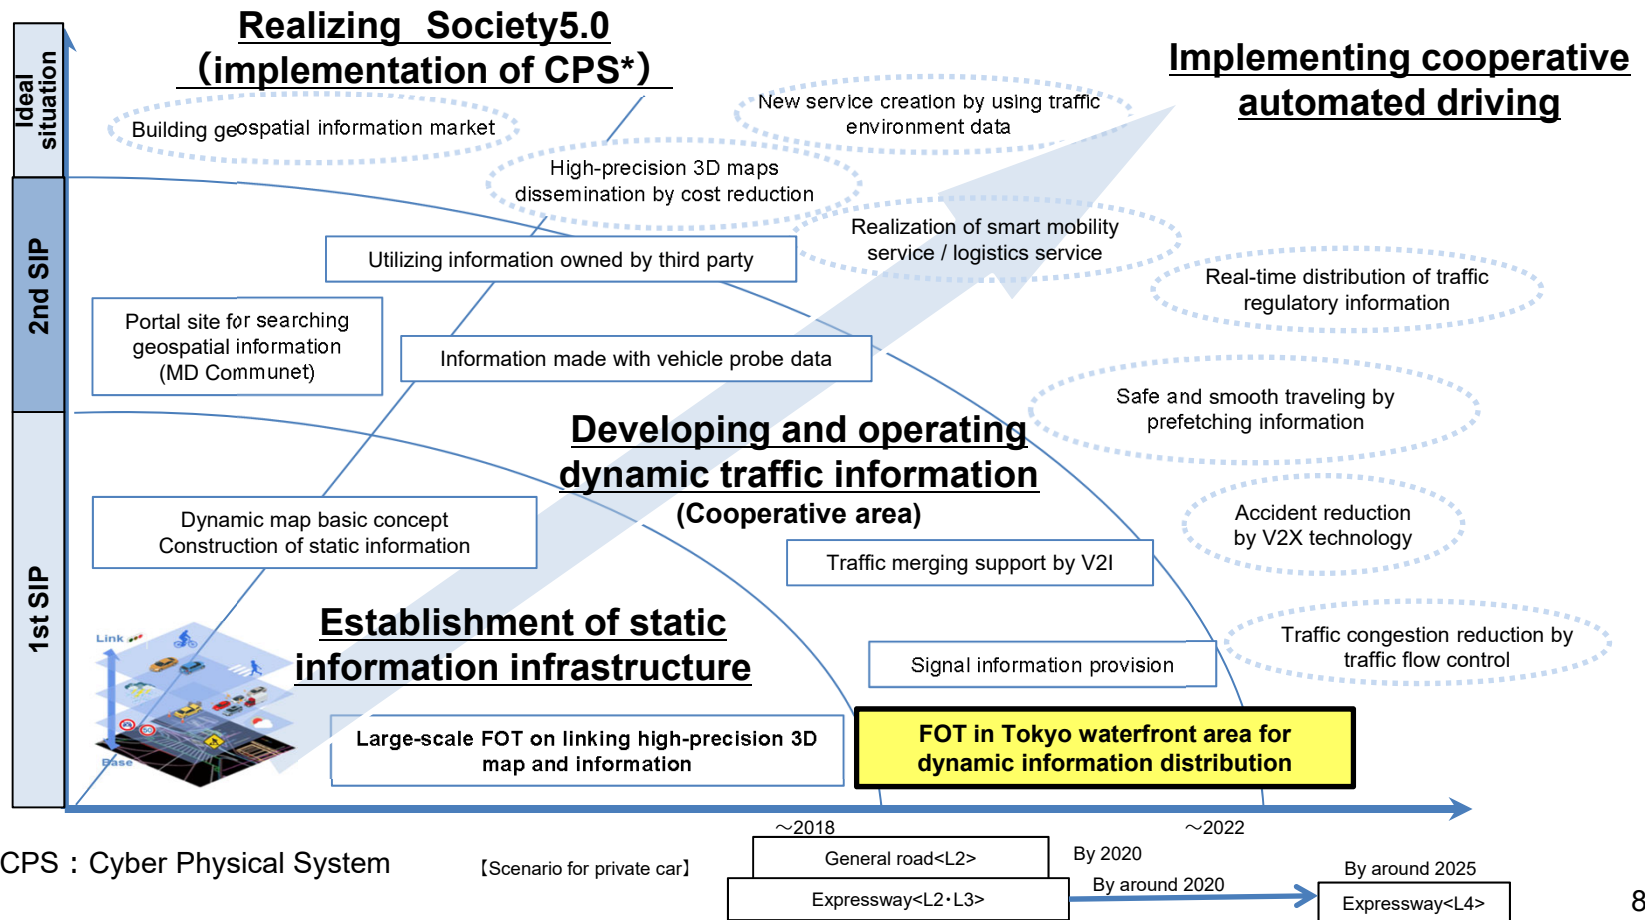 Realizing Society5.0
（implementation of CPS*）
Implementing cooperative
automated driving
Ideal
situation
2nd SIP
1st SIP
Building geospatial information market
New service creation by using traffic
environment data
High-precision 3D maps
dissemination by cost reduction
Realization of smart mobility
service / logistics service
Utilizing information owned by third party
Real-time distribution of traffic
regulatory information
Portal site for searching
geospatial information
(MD Communet)
Information made with vehicle probe data
Safe and smooth traveling by
prefetching information
Developing and operating
dynamic traffic information
(Cooperative area)
Dynamic map basic concept
Construction of static information
Accident reduction
by V2X technology
Traffic merging support by V2I
Establishment of static
information infrastructure
Traffic congestion reduction by
traffic flow control
Signal information provision
Link
Base
Large-scale FOT on linking high-precision 3D
map and information
FOT in Tokyo waterfront area for
dynamic information distribution
～2018
～2022
CPS：Cyber Physical System
【Scenario for private car】
General road<L2>
By 2020
Expressway<L2・L3>
By around 2020
By around 2025
Expressway<L4>
8